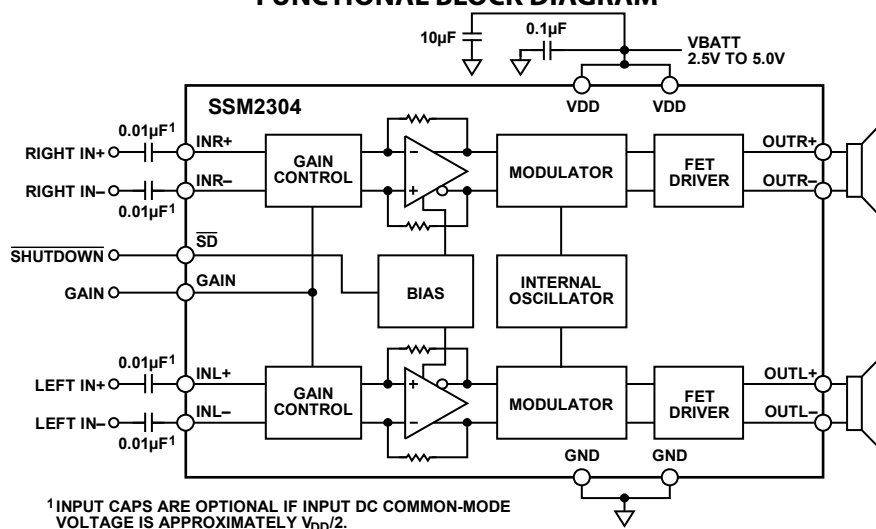 FUNCTIONAL BLOCK DIAGRAM
10µF
0.1µF
VBATT
2.5V TO 5.0V
SSM2304
VDD
VDD
0.01µF1
RIGHT IN+
INR+
GAIN
CONTROL
MODULATOR
FET
DRIVER
OUTR+
RIGHT IN–
INR–
OUTR–
0.01µF1
SHUTDOWN
SD
GAIN
GAIN
BIAS
INTERNAL
OSCILLATOR
0.01µF1
LEFT IN+
INL+
GAIN
CONTROL
MODULATOR
FET
DRIVER
OUTL+
LEFT IN–
INL–
OUTL–
0.01µF1
GND
GND
1 INPUT CAPS ARE OPTIONAL IF INPUT DC COMMON-MODE
VOLTAGE IS APPROXIMATELY VDD/2.